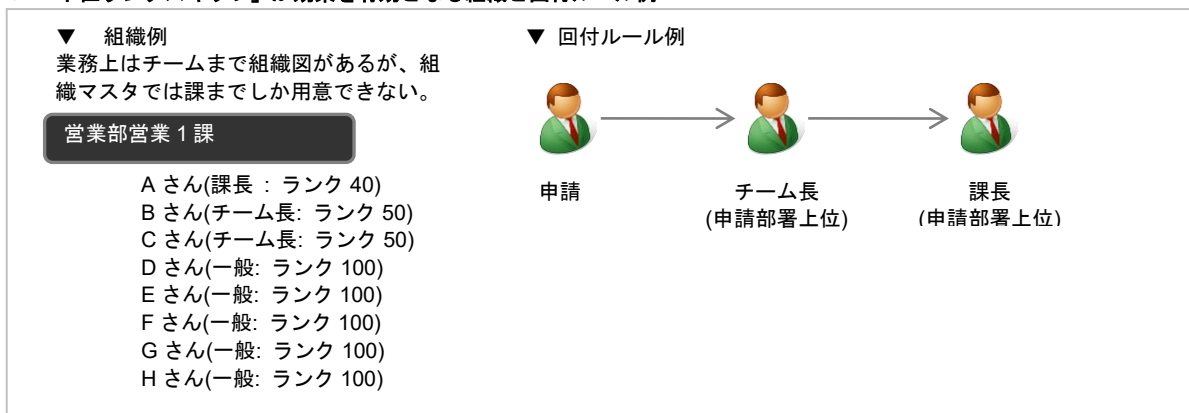 ▼ 組織例
業務上はチームまで組織図があるが、組
織マスタでは課までしか用意できない。
営業部営業 1 課
A さん(課長 : ランク 40)
B さん(チーム長: ランク 50)
C さん(チーム長: ランク 50)
D さん(一般: ランク 100)
E さん(一般: ランク 100)
F さん(一般: ランク 100)
G さん(一般: ランク 100)
H さん(一般: ランク 100)
▼ 回付ルール例
申請
チーム長
(申請部署上位)
課長
(申請部署上位)